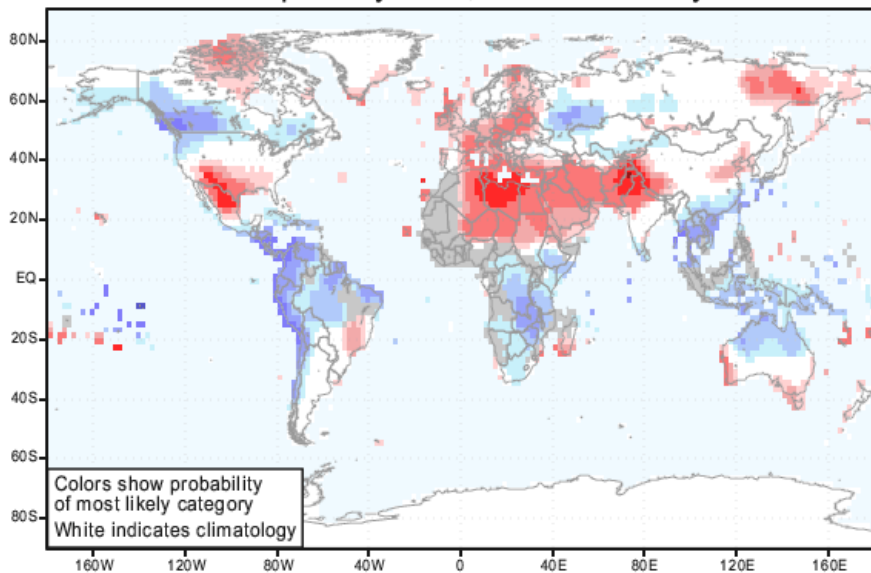 80N
60N
40N
20N
EQ
20S
40S
60S
80S
Colors show probability
of most likely category
White indicates climatology
160W 120W 80W 40W 0 40E 80E 120E 160E